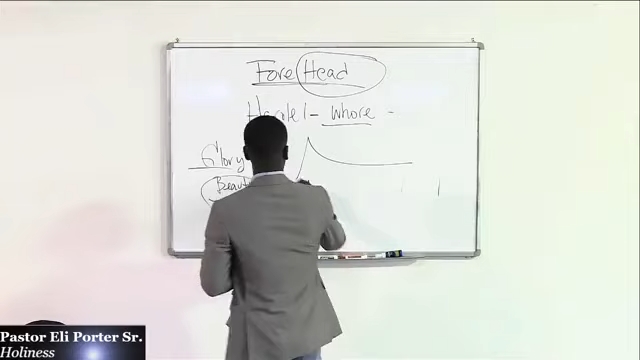 Fore Head
whore -
Glory
Pastor Eli Porter Sr.
Holiness